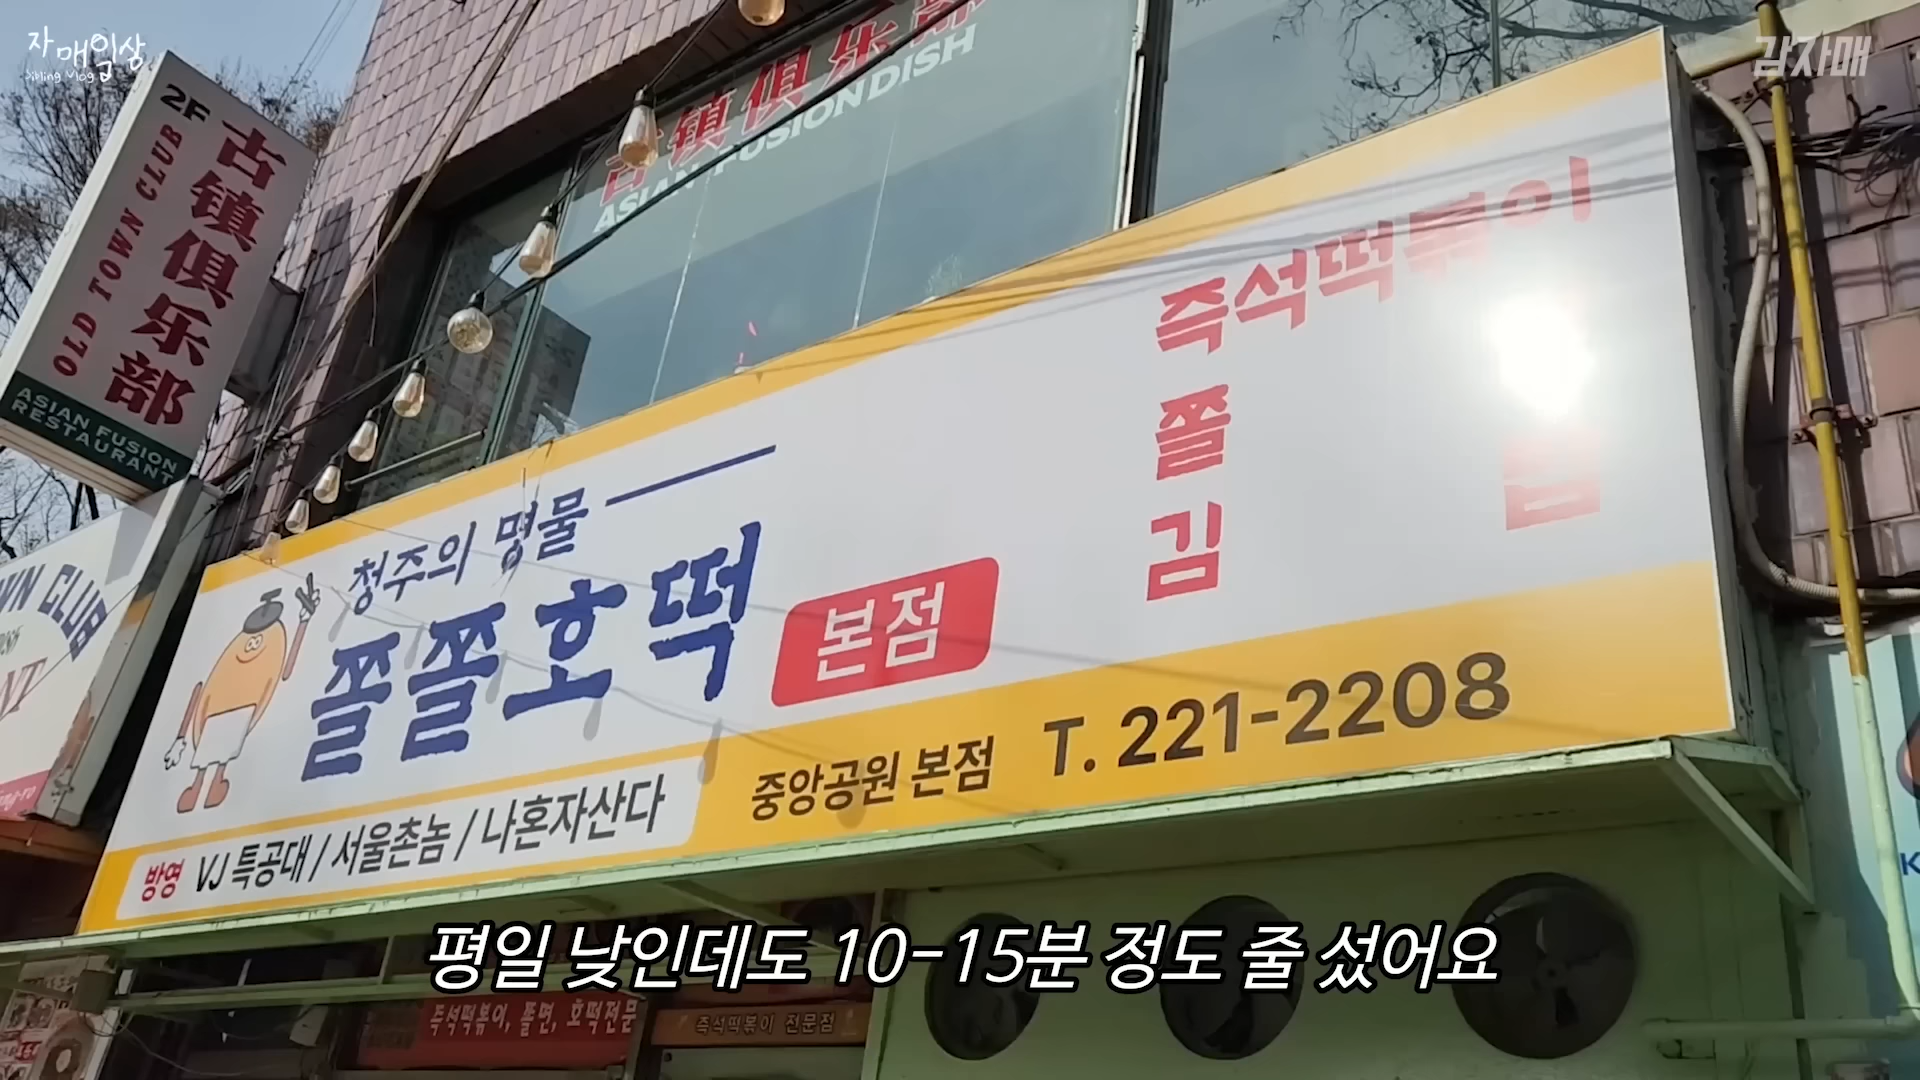 자매일상
Sibling Vlog
감자매
2F
古镇俱乐部
OLD TOWN CLUB
ASIAN FUSION
RESTAURANT
古镇俱乐部
ASIAN FUSION DISH
청주의 명물
쫄쫄호떡 본점
즉석떡볶이
쫄
김 밥
방영 VJ 특공대 / 서울촌놈 / 나혼자산다
중앙공원 본점 T. 221-2208
WN CLUB
평일 낮인데도 10-15분 정도 줄 섰어요
즉석떡볶이, 쫄면, 호떡전문
즉석떡볶이 전문점